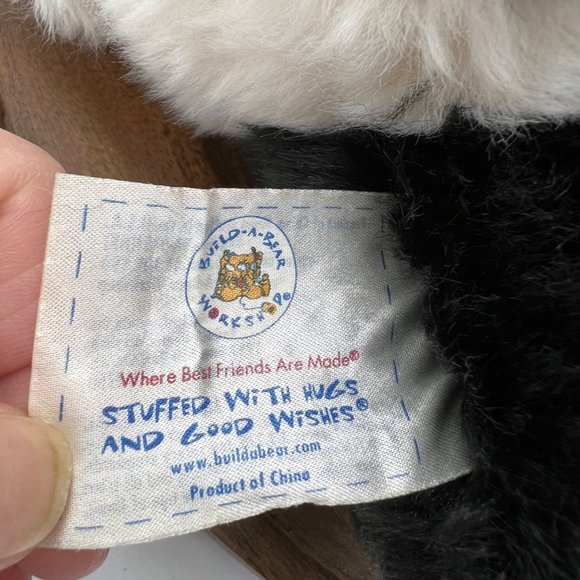 BUILD-A-BEAR
WORKSHOP®
Where Best Friends Are Made®
STUFFED WITH HUGS
AND GOOD WISHES®
www.buildabear.com
Product of China